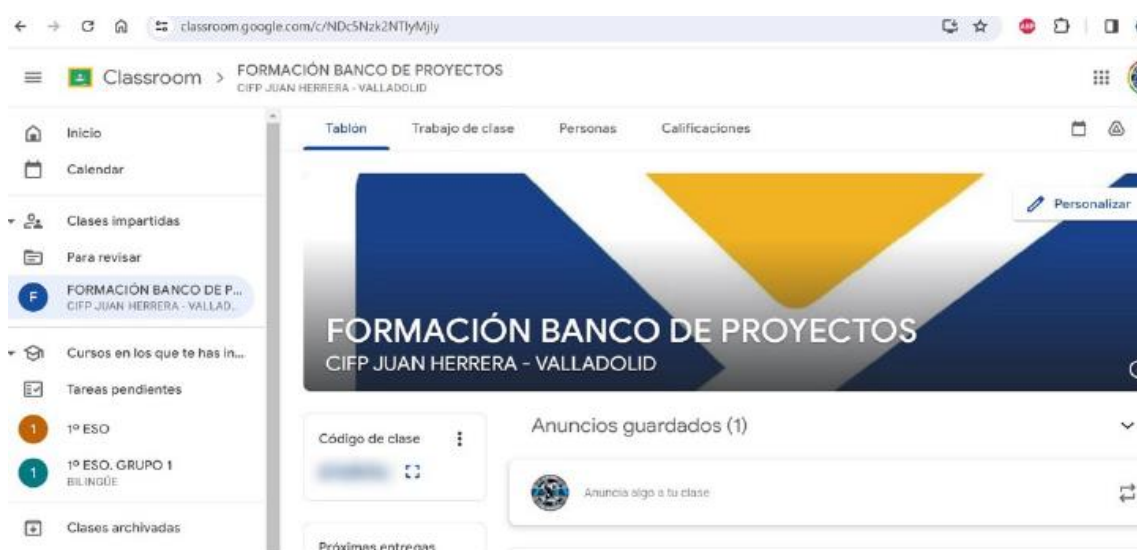 classroom.google.com/c/NDc5Nzk2NTIyMjIy
Classroom > FORMACIÓN BANCO DE PROYECTOS
CIFP JUAN HERRERA - VALLADOLID
Inicio
Calendar
Clases impartidas
Para revisar
F
FORMACIÓN BANCO DE P...
CIFP JUAN HERRERA - VALLAD...
Cursos en los que te has in...
Tareas pendientes
1
1º ESO
1
1º ESO. GRUPO 1
BILINGÜE
Clases archivadas
Tablón Trabajo de clase Personas Calificaciones
Personalizar
FORMACIÓN BANCO DE PROYECTOS
CIFP JUAN HERRERA - VALLADOLID
Código de clase
Próximas entregas
Anuncios guardados (1)
Anuncia algo a tu clase